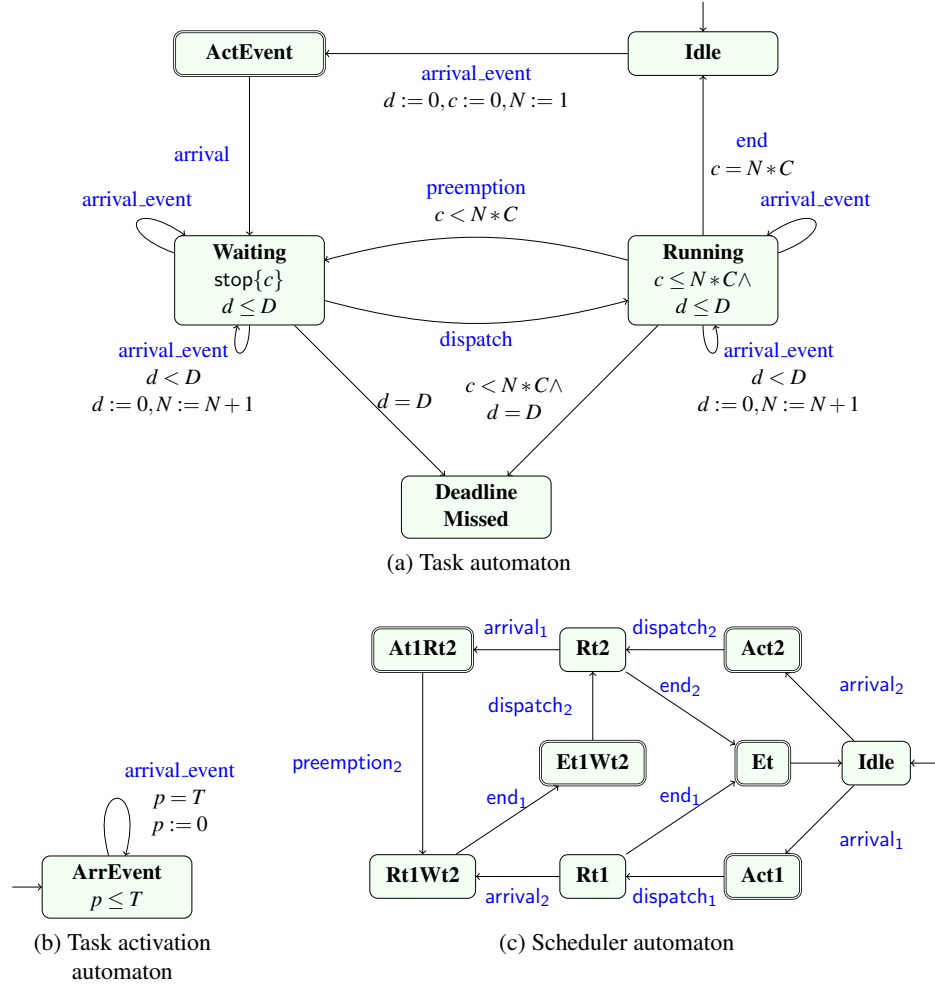 ActEvent
Idle
arrival_event
d := 0, c := 0, N := 1
arrival
end
c = N ∗ C
preemption
c < N ∗ C
arrival_event
arrival_event
Waiting
stop{c}
d ≤ D
Running
c ≤ N ∗ C∧
d ≤ D
dispatch
arrival_event
d < D
d := 0, N := N + 1
arrival_event
d < D
d := 0, N := N + 1
d = D
c < N ∗ C∧
d = D
Deadline
Missed
(a) Task automaton
arrival_event
p = T
p := 0
ArrEvent
p ≤ T
(b) Task activation
automaton
At1Rt2
arrival₁
Rt2
dispatch₂
Act2
arrival₂
end₂
dispatch₂
preemption₂
Et1Wt2
Et
Idle
end₁
end₁
arrival₁
Rt1Wt2
arrival₂
Rt1
dispatch₁
Act1
(c) Scheduler automaton